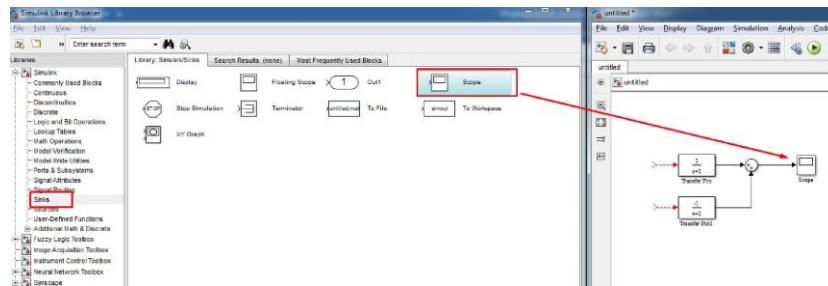 Simulink Library Browser
File Edit View Help
» Enter search term
Libraries
Simulink
Commonly Used Blocks
Continuous
Discontinuities
Discrete
Logic and Bit Operations
Lookup Tables
Math Operations
Model Verification
Model-Wide Utilities
Ports & Subsystems
Signal Attributes
Signal Routing
Sinks
Sources
User-Defined Functions
Additional Math & Discrete
Fuzzy Logic Toolbox
Image Acquisition Toolbox
Instrument Control Toolbox
Neural Network Toolbox
Simscape
Library: Simulink/Sinks Search Results: (none) Most Frequently Used Blocks
Display Floating Scope 1 Out1 Scope
STOP Stop Simulation Terminator untitled.mat To File simout To Workspace
XY Graph
untitled *
File Edit View Display Diagram Simulation Analysis Code
untitled
untitled
Transfer Fcn
Scope
Transfer Fcn1